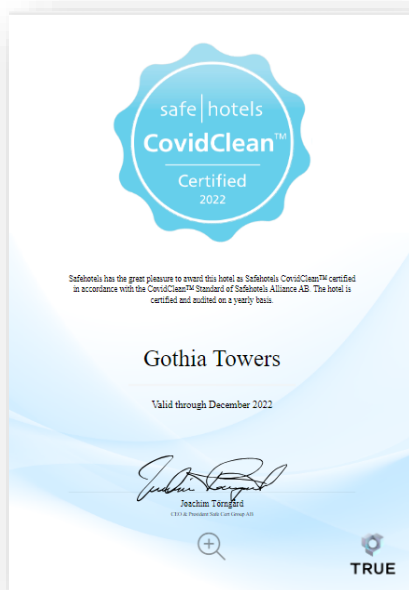 safe|hotels
CovidClean™
Certified
2022
Safehotels has the great pleasure to award this hotel as Safehotels CovidClean™ certified
in accordance with the CovidClean™ Standard of Safehotels Alliance AB. The hotel is
certified and audited on a yearly basis.
Gothia Towers
Valid through December 2022
Joachim Törngård
CEO & President Safe Cert Group AB
TRUE